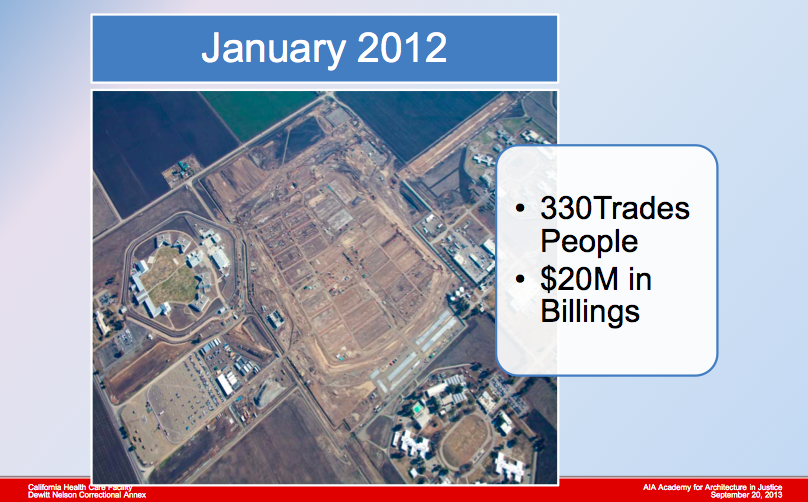 January 2012
• 330Trades
People
• $20M in
Billings
California Health Care Facility
Dewitt Nelson Correctional Annex
AIA Academy for Architecture in Justice
September 20, 2013